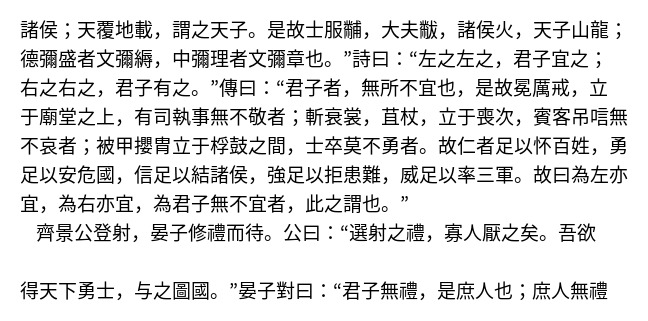 諸侯；天覆地載，謂之天子。是故士服黼，大夫黻，諸侯火，天子山龍；
德彌盛者文彌縟，中彌理者文彌章也。”詩曰：“左之左之，君子宜之；
右之右之，君子有之。”傳曰：“君子者，無所不宜也，是故冕厲戒，立
于廟堂之上，有司執事無不敬者；斬衰裳，苴杖，立于喪次，賓客吊唁無
不哀者；被甲攖胄立于桴鼓之間，士卒莫不勇者。故仁者足以怀百姓，勇
足以安危國，信足以結諸侯，強足以拒患難，威足以率三軍。故曰為左亦
宜，為右亦宜，為君子無不宜者，此之謂也。”
齊景公登射，晏子修禮而待。公曰：“選射之禮，寡人厭之矣。吾欲
得天下勇士，与之圖國。”晏子對曰：“君子無禮，是庶人也；庶人無禮